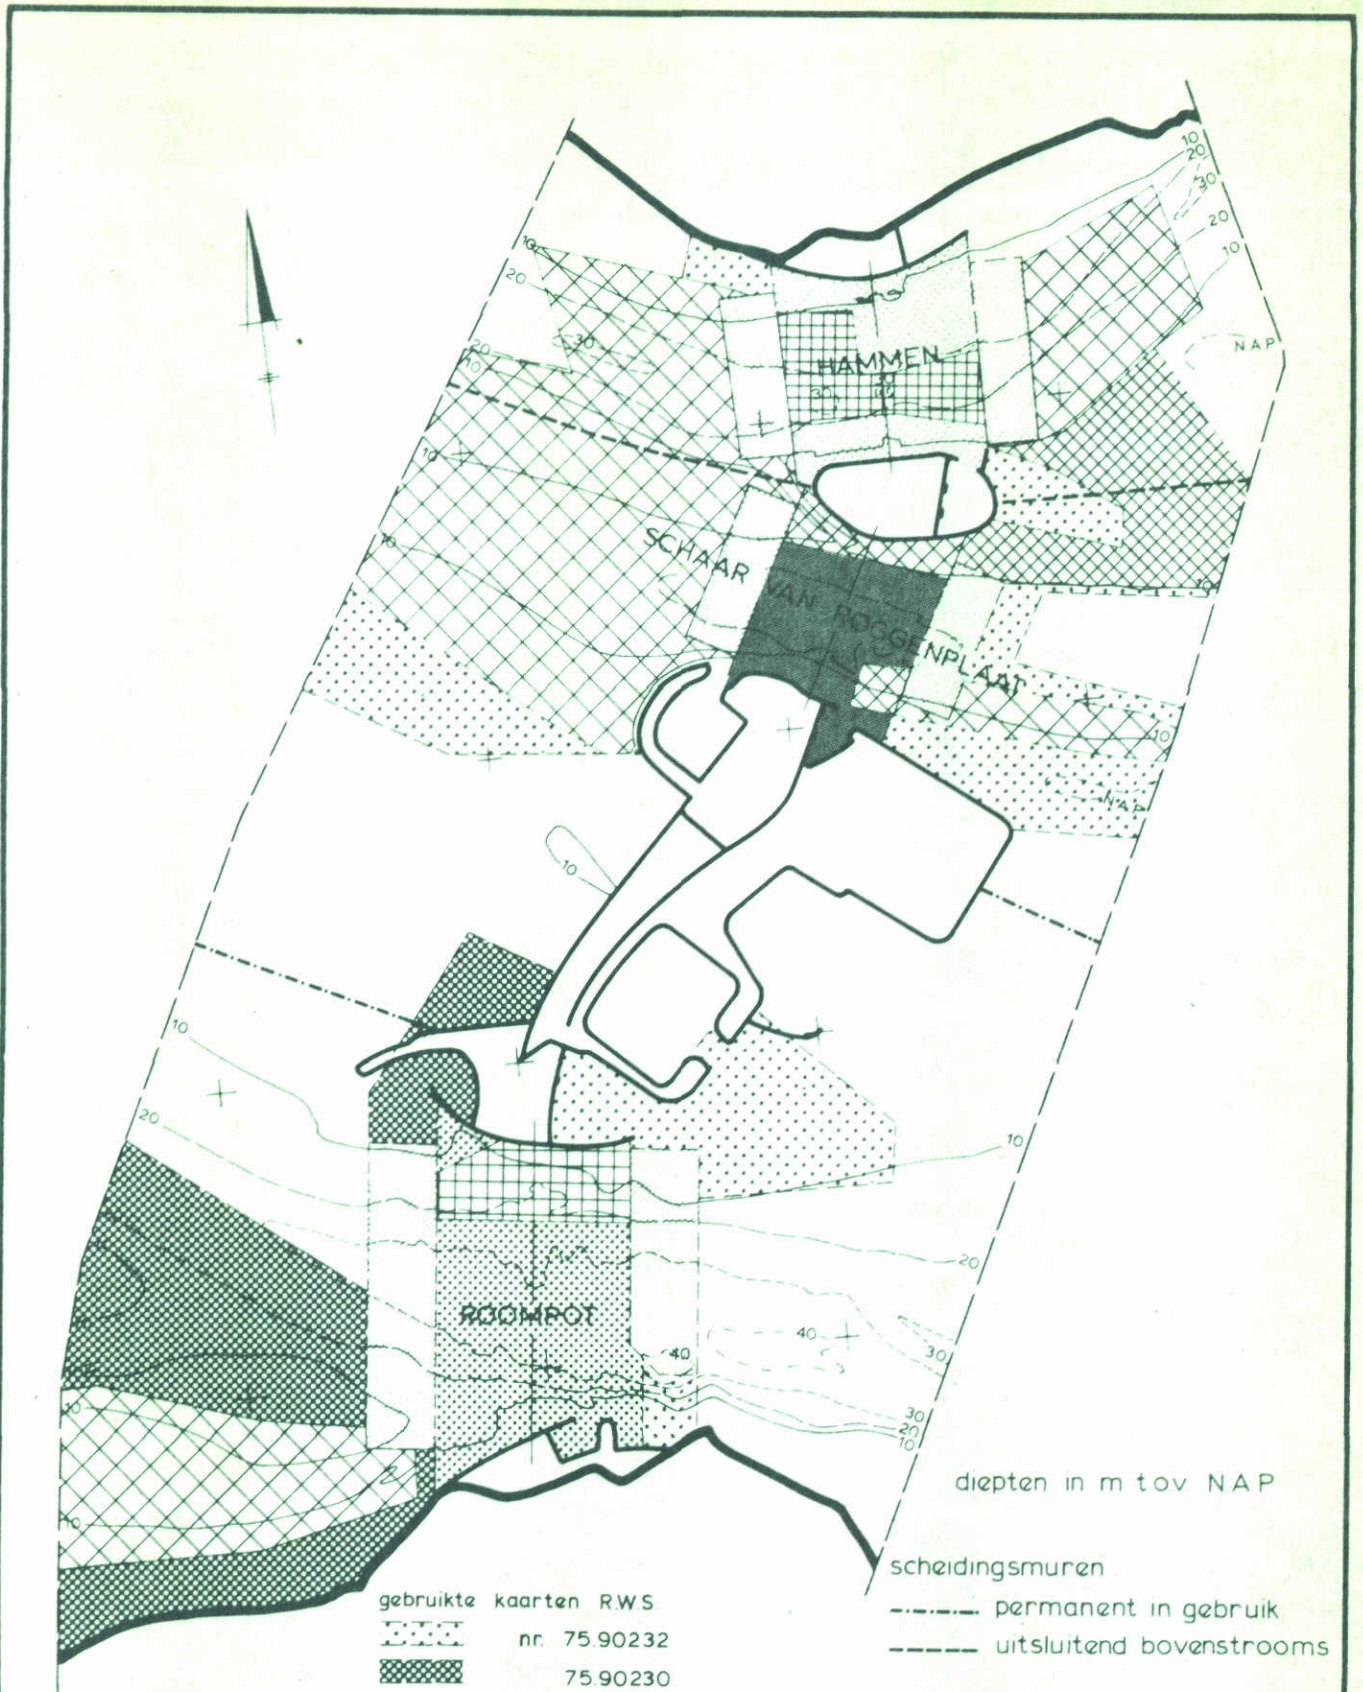 10
20
30
20
10
10
20
30
N.A.P
HAMMEN
20
10
30
10
SCHAAR VAN ROGGENPLAAT
10
10
10
N.A.P
10
10
20
10
20
ROOMPOT
40
40
30
30
20
10
10
10
diepten in m t.o.v. N.A.P
scheidingsmuren
permanent in gebruik
uitsluitend bovenstrooms
gebruikte kaarten R.W.S
nr. 75.90232
75.90230